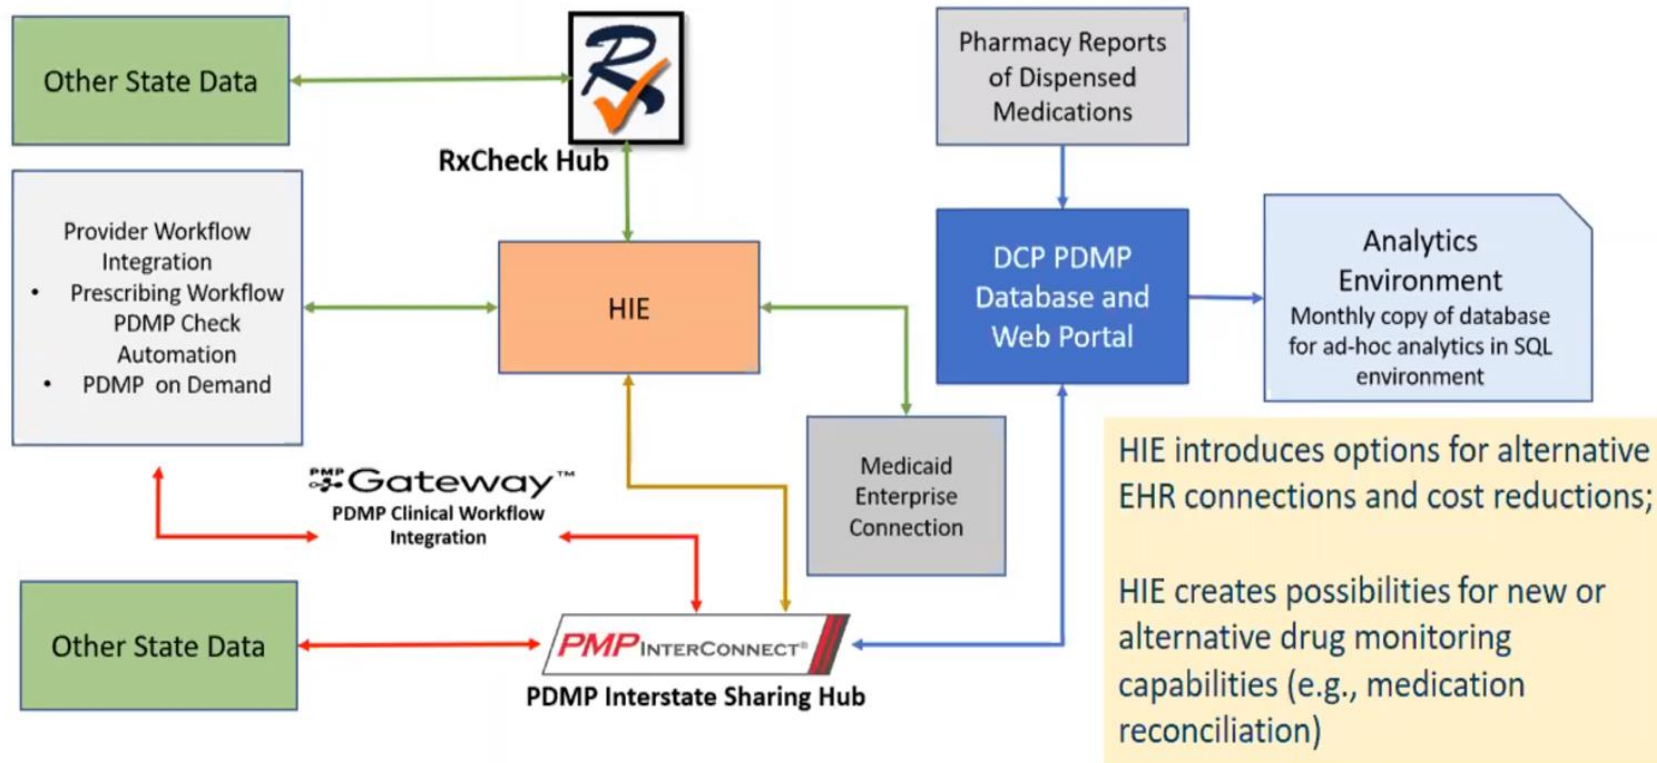 Other State Data
RxCheck Hub
Pharmacy Reports
of Dispensed
Medications
Provider Workflow
Integration
• Prescribing Workflow
PDMP Check
Automation
• PDMP on Demand
HIE
DCP PDMP
Database and
Web Portal
Analytics
Environment
Monthly copy of database
for ad-hoc analytics in SQL
environment
Medicaid
Enterprise
Connection
PMP
Gateway™
PDMP Clinical Workflow
Integration
Other State Data
PMP INTERCONNECT®
PDMP Interstate Sharing Hub
HIE introduces options for alternative
EHR connections and cost reductions;
HIE creates possibilities for new or
alternative drug monitoring
capabilities (e.g., medication
reconciliation)